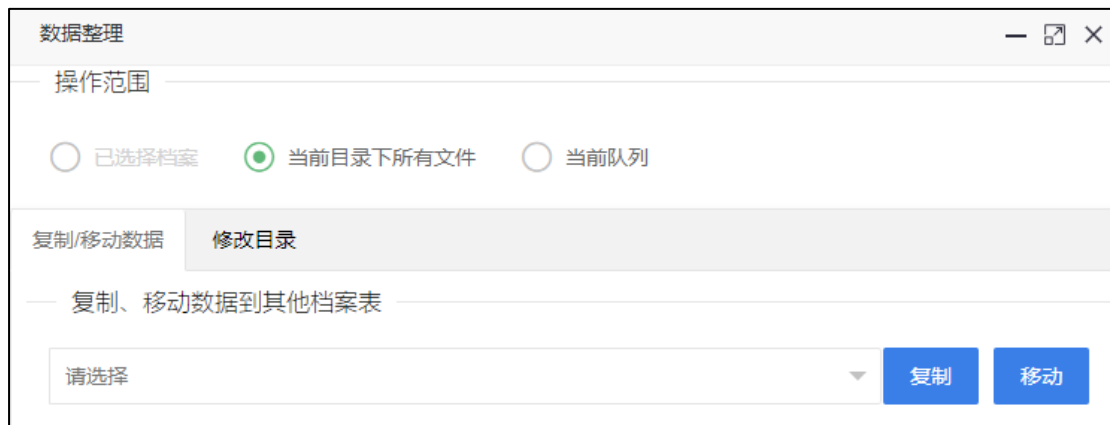 数据整理
操作范围
已选择档案 当前目录下所有文件 当前队列
复制/移动数据 修改目录
复制、移动数据到其他档案表
请选择 复制 移动